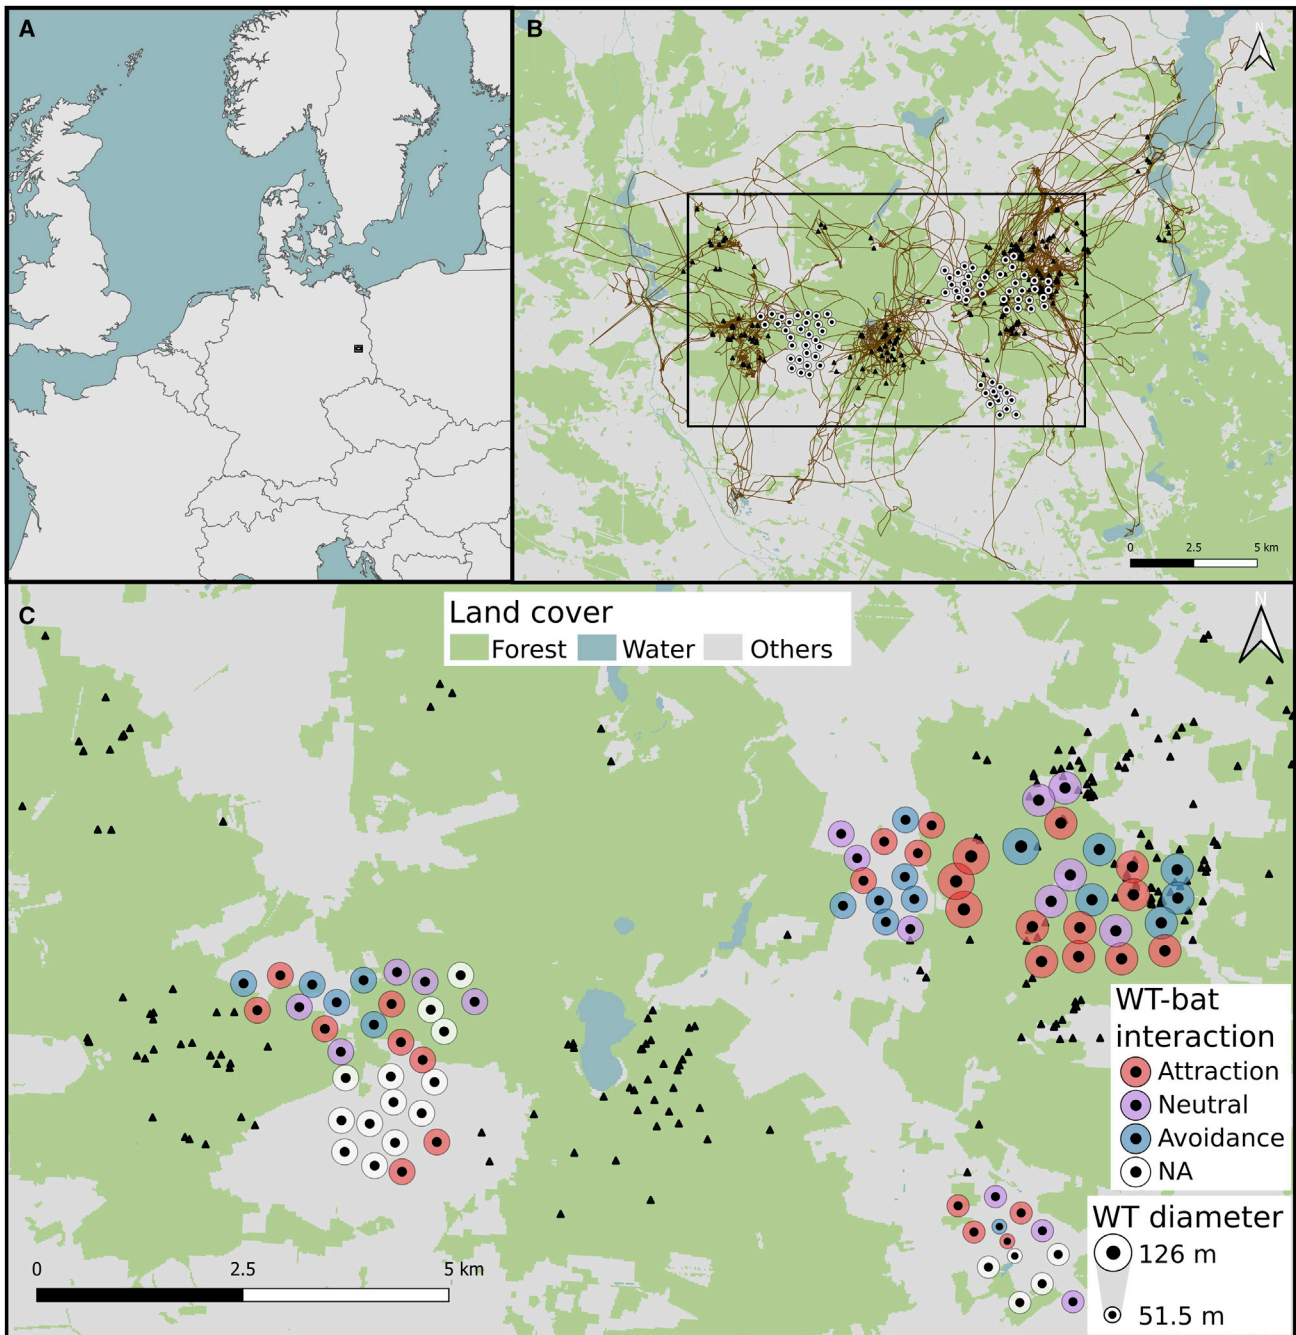 A
B
N
0 2.5 5 km
C
Land cover
Forest Water Others
N
WT-bat
interaction
Attraction
Neutral
Avoidance
NA
WT diameter
126 m
51.5 m
0 2.5 5 km